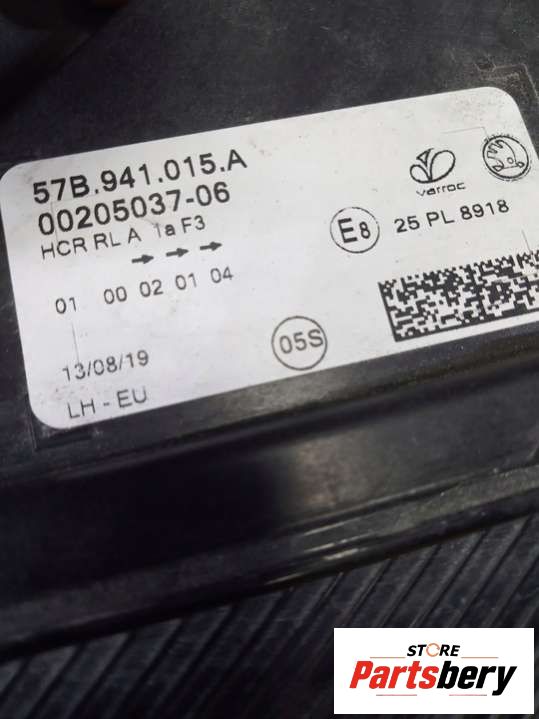 57B.941.015.A
00205037-06
HCR RL A 1a F3
01 00 02 01 04
13/08/19
LH - EU
05S
varroc
E8 25 PL 8918
STORE
Partsbery